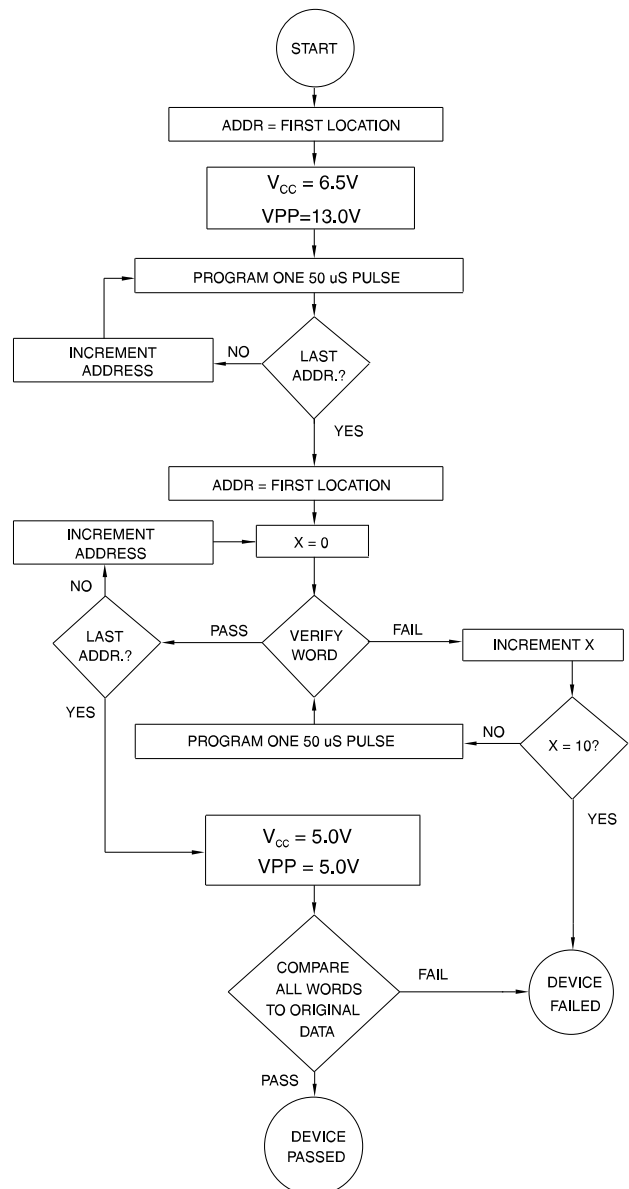 START
ADDR = FIRST LOCATION
VCC = 6.5V
VPP=13.0V
PROGRAM ONE 50 uS PULSE
INCREMENT
ADDRESS
NO
LAST
ADDR.?
YES
ADDR = FIRST LOCATION
INCREMENT
ADDRESS
X = 0
NO
LAST
ADDR.?
PASS
VERIFY
WORD
FAIL
INCREMENT X
YES
PROGRAM ONE 50 uS PULSE
NO
X = 10?
YES
VCC = 5.0V
VPP = 5.0V
COMPARE
ALL WORDS
TO ORIGINAL
DATA
FAIL
DEVICE
FAILED
PASS
DEVICE
PASSED